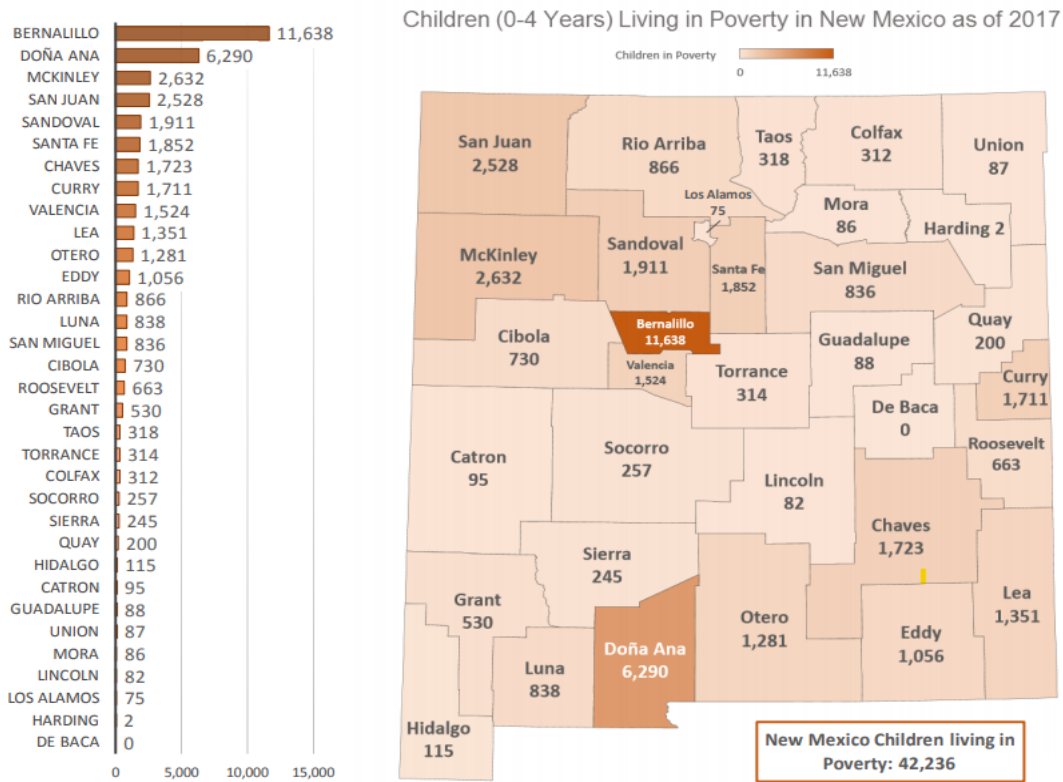 Children (0-4 Years) Living in Poverty in New Mexico as of 2017
Children in Poverty
0
11,638
BERNALILLO 11,638
DOÑA ANA 6,290
MCKINLEY 2,632
SAN JUAN 2,528
SANDOVAL 1,911
SANTA FE 1,852
CHAVES 1,723
CURRY 1,711
VALENCIA 1,524
LEA 1,351
OTERO 1,281
EDDY 1,056
RIO ARRIBA 866
LUNA 838
SAN MIGUEL 836
CIBOLA 730
ROOSEVELT 663
GRANT 530
TAOS 318
TORRANCE 314
COLFAX 312
SOCORRO 257
SIERRA 245
QUAY 200
HIDALGO 115
CATRON 95
GUADALUPE 88
UNION 87
MORA 86
LINCOLN 82
LOS ALAMOS 75
HARDING 2
DE BACA 0
0 5,000 10,000 15,000
San Juan
2,528
Rio Arriba
866
Taos
318
Colfax
312
Union
87
Los Alamos
75
Mora
86
Harding 2
McKinley
2,632
Sandoval
1,911
Santa Fe
1,852
San Miguel
836
Bernalillo
11,638
Cibola
730
Valencia
1,524
Torrance
314
Guadalupe
88
Quay
200
Curry
1,711
De Baca
0
Roosevelt
663
Catron
95
Socorro
257
Lincoln
82
Chaves
1,723
Sierra
245
Grant
530
Luna
838
Doña Ana
6,290
Otero
1,281
Eddy
1,056
Lea
1,351
Hidalgo
115
New Mexico Children living in
Poverty: 42,236